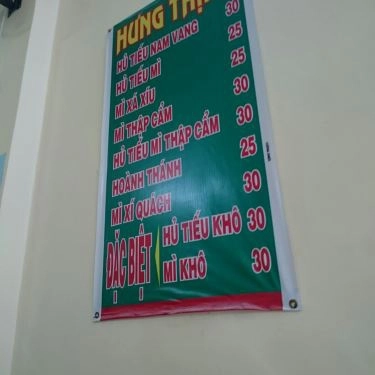 HƯNG THỊ
HỦ TIẾU NAM VANG 30
HỦ TIẾU MÌ 25
MÌ XÁ XÍU 25
MÌ THẬP CẨM 30
HỦ TIẾU MÌ THẬP CẨM 30
HOÀNH THÁNH 25
MÌ XÍ QUÁCH 30
ĐẶC BIỆT
HỦ TIẾU KHÔ 30
MÌ KHÔ 30